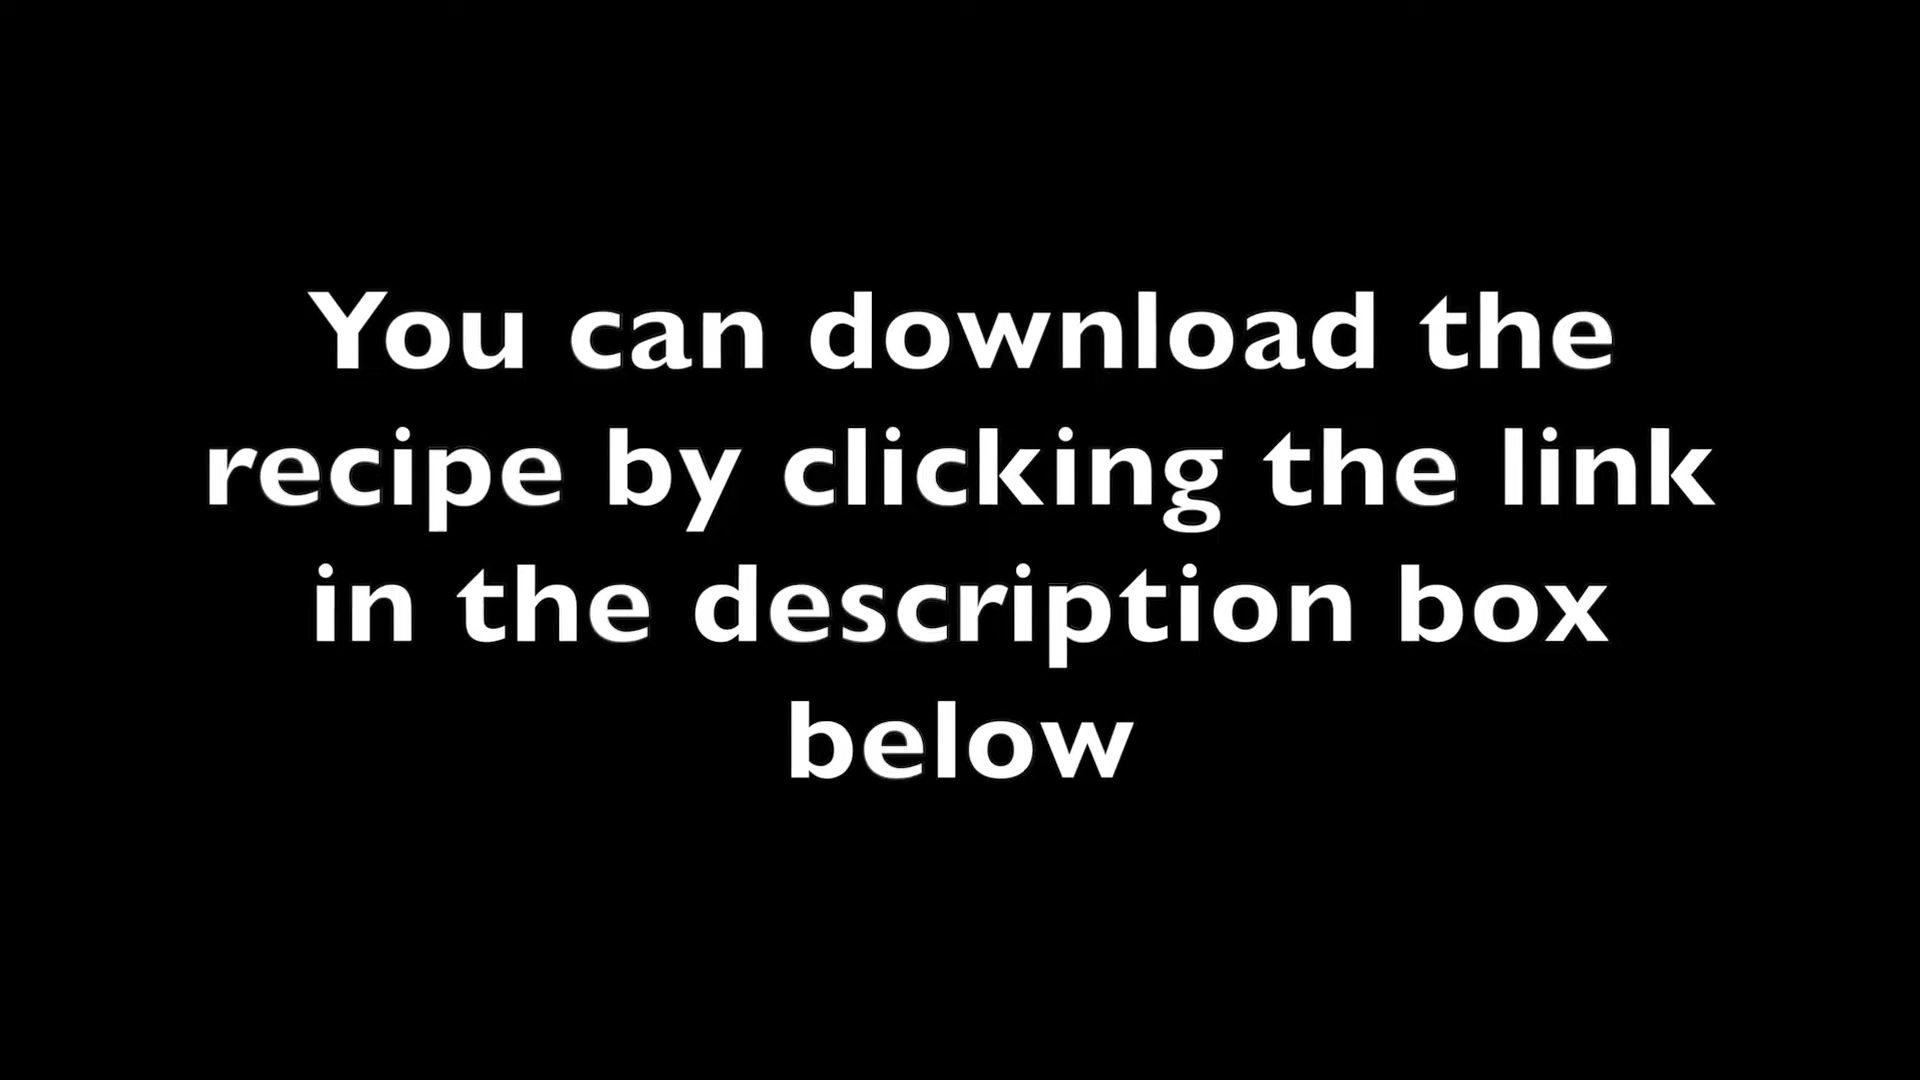 You can download the
recipe by clicking the link
in the description box
below